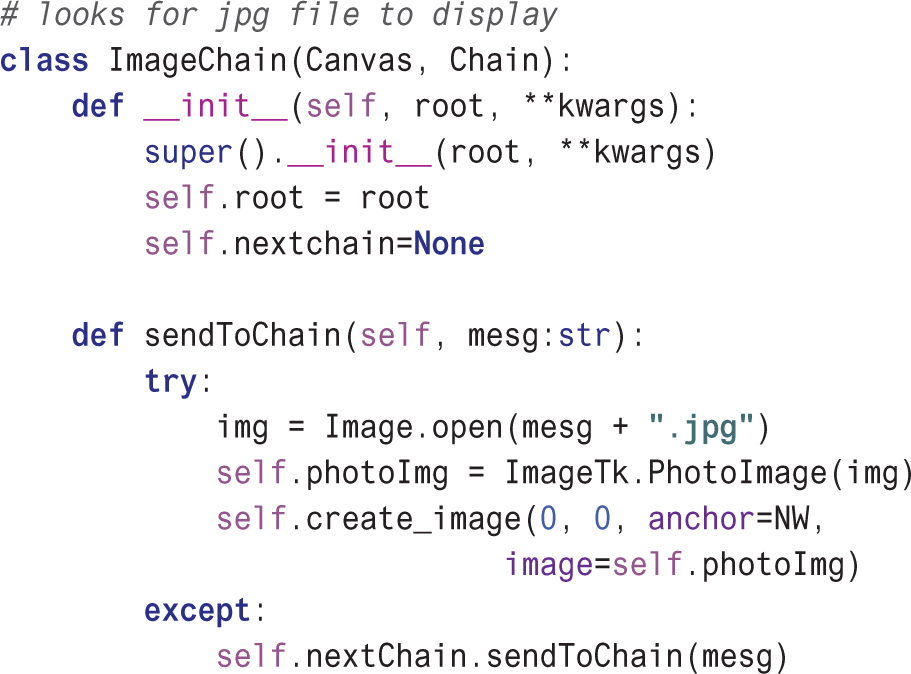 # looks for jpg file to display
class ImageChain(Canvas, Chain):
    def __init__(self, root, **kwargs):
        super().__init__(root, **kwargs)
        self.root = root
        self.nextchain=None

    def sendToChain(self, mesg:str):
        try:
            img = Image.open(mesg + ".jpg")
            self.photoImg = ImageTk.PhotoImage(img)
            self.create_image(0, 0, anchor=NW,
                            image=self.photoImg)
        except:
            self.nextChain.sendToChain(mesg)